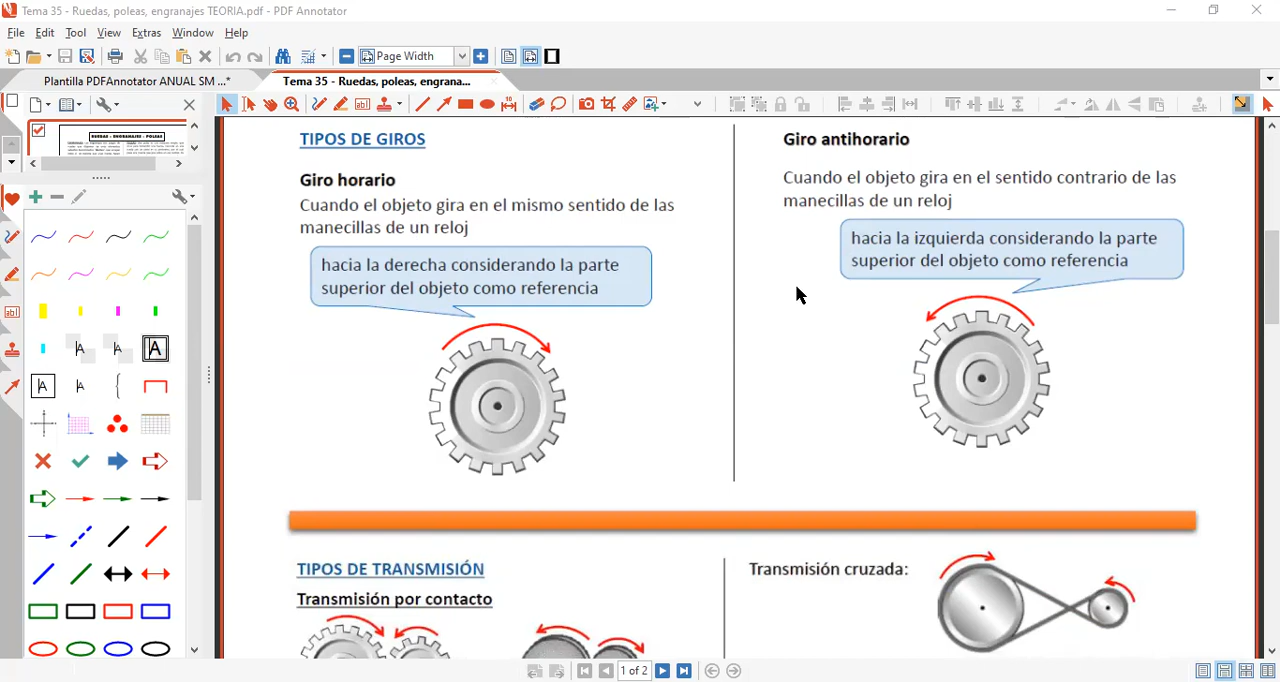 Tema 35 - Ruedas, poleas, engranajes TEORIA.pdf - PDF Annotator
File Edit Tool View Extras Window Help
Page Width
Plantilla PDFAnnotator ANUAL SM ...*
Tema 35 - Ruedas, poleas, engrana...
RUEDAS - ENGRANAJES - POLEAS
TIPOS DE GIROS
Giro horario
Cuando el objeto gira en el mismo sentido de las
manecillas de un reloj
hacia la derecha considerando la parte
superior del objeto como referencia
Giro antihorario
Cuando el objeto gira en el sentido contrario de las
manecillas de un reloj
hacia la izquierda considerando la parte
superior del objeto como referencia
TIPOS DE TRANSMISIÓN
Transmisión por contacto
Transmisión cruzada:
1 of 2